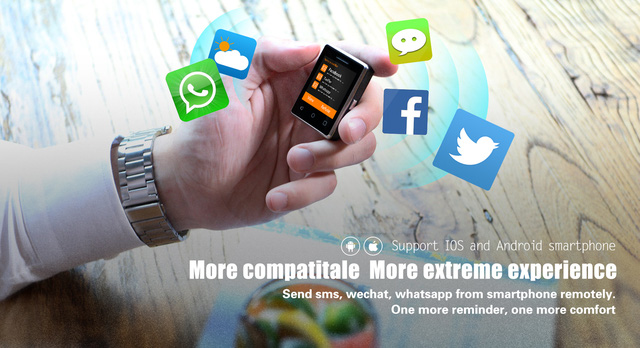 Facebook
Support IOS and Android smartphone
More compatitale More extreme experience
Send sms, wechat, whatsapp from smartphone remotely.
One more reminder, one more comfort